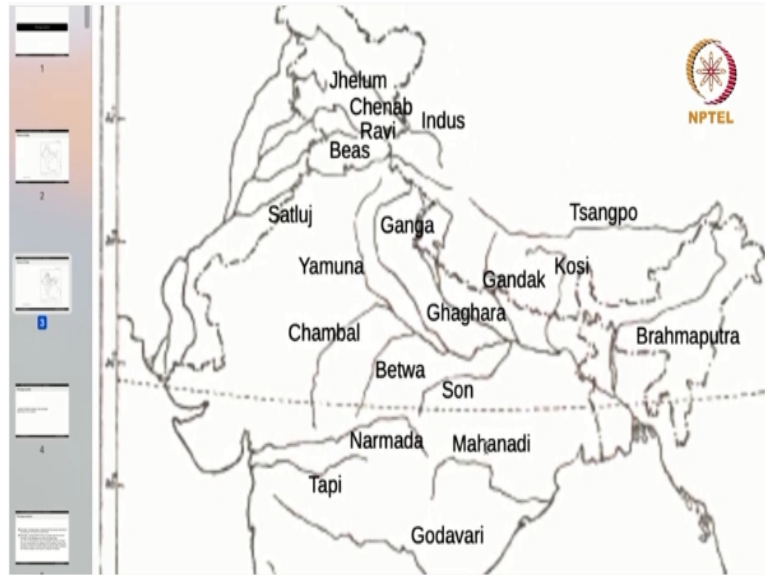 1
2
3
4
Jhelum
Chenab
Indus
Ravi
Beas
NPTEL
Satluj
Ganga
Tsangpo
Yamuna
Gandak
Kosi
Ghaghara
Chambal
Brahmaputra
Betwa
Son
Narmada
Mahanadi
Tapi
Godavari